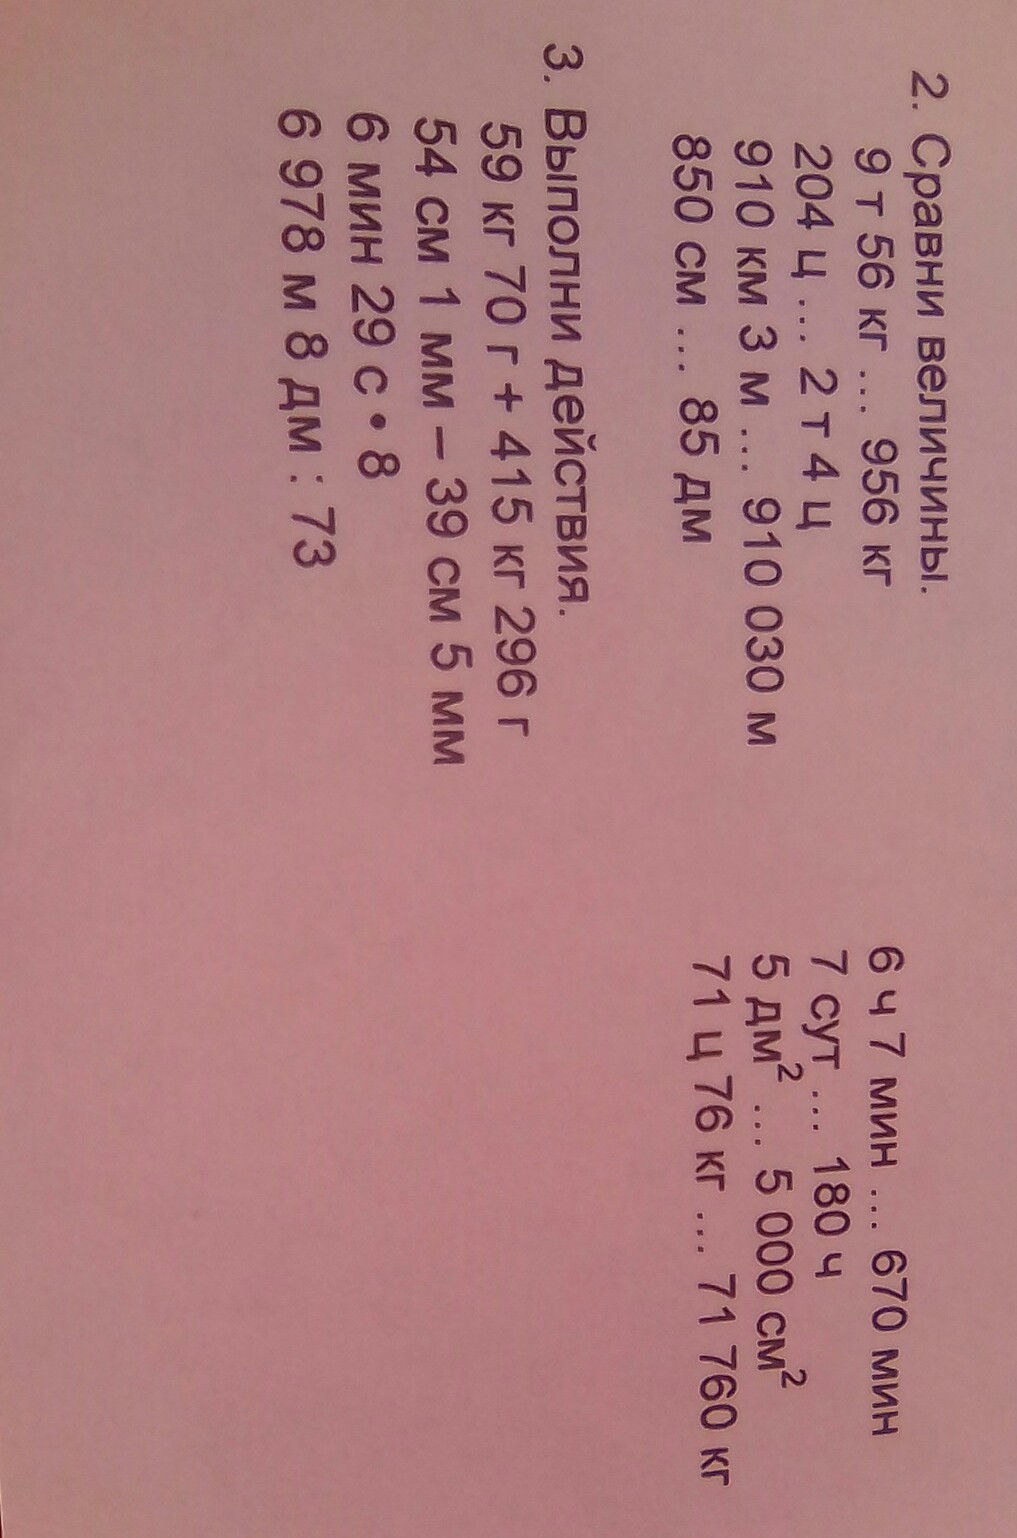 2. Сравни величины.
9 т 56 кг ... 956 кг
204 ц ... 2 т 4 ц
910 км 3 м ... 910 030 м
850 см ... 85 дм
6 ч 7 мин ... 670 мин
7 сут ... 180 ч
5 дм² ... 5 000 см²
71 ц 76 кг ... 71 760 кг
3. Выполни действия.
59 кг 70 г + 415 кг 296 г
54 см 1 мм – 39 см 5 мм
6 мин 29 с • 8
6 978 м 8 дм : 73